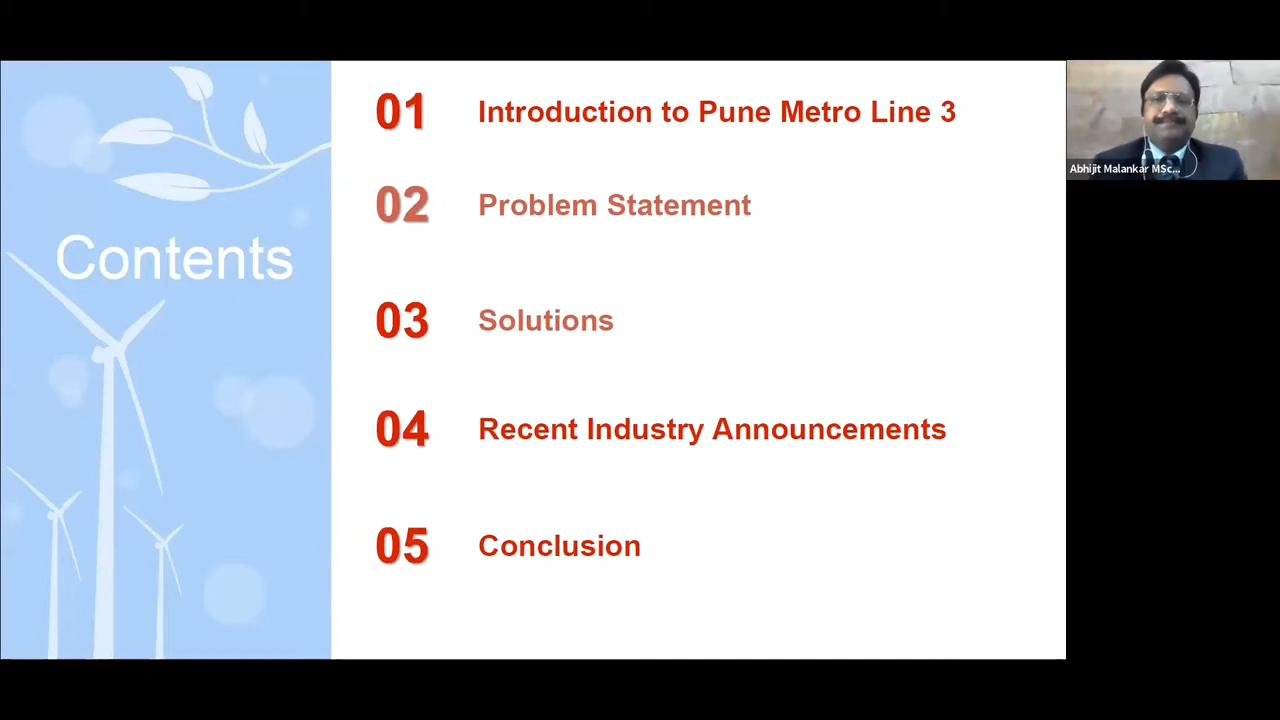 Contents
01 Introduction to Pune Metro Line 3
02 Problem Statement
03 Solutions
04 Recent Industry Announcements
05 Conclusion
Abhijit Malankar MSc...